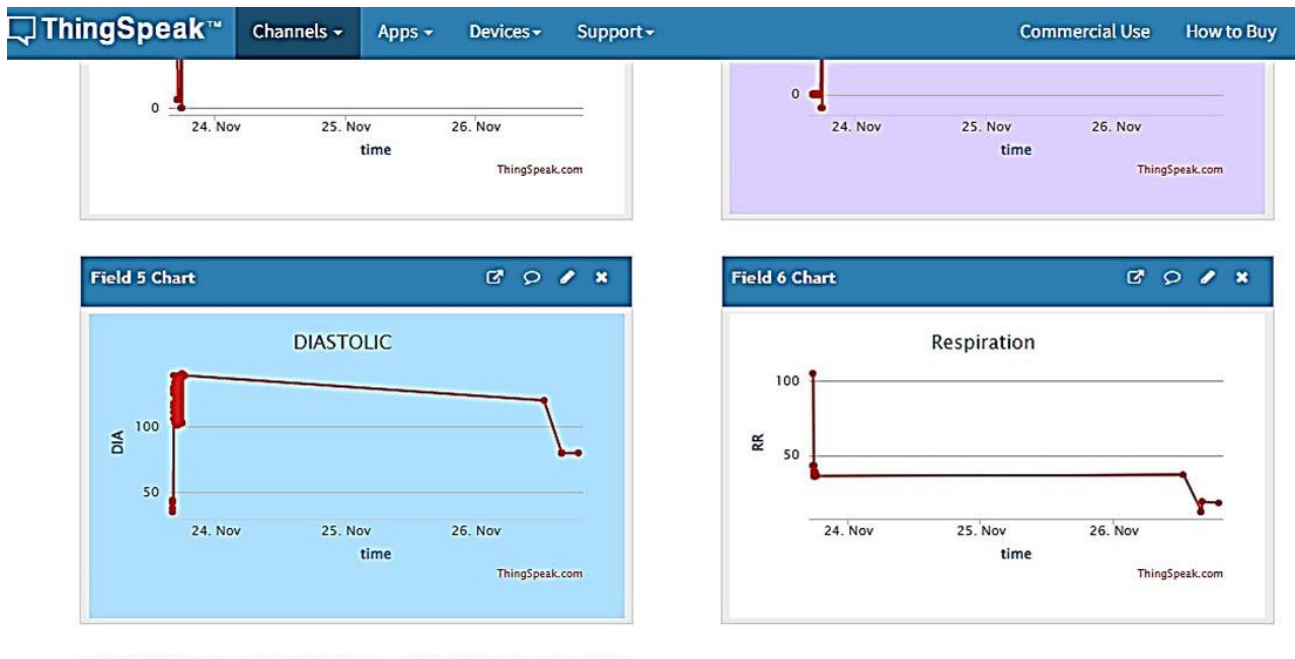 ThingSpeak™ Channels Apps Devices Support Commercial Use How to Buy
0
24. Nov 25. Nov 26. Nov
time
ThingSpeak.com
0
24. Nov 25. Nov 26. Nov
time
ThingSpeak.com
Field 5 Chart
DIASTOLIC
DIA
100
50
24. Nov 25. Nov 26. Nov
time
ThingSpeak.com
Field 6 Chart
Respiration
RR
100
50
24. Nov 25. Nov 26. Nov
time
ThingSpeak.com